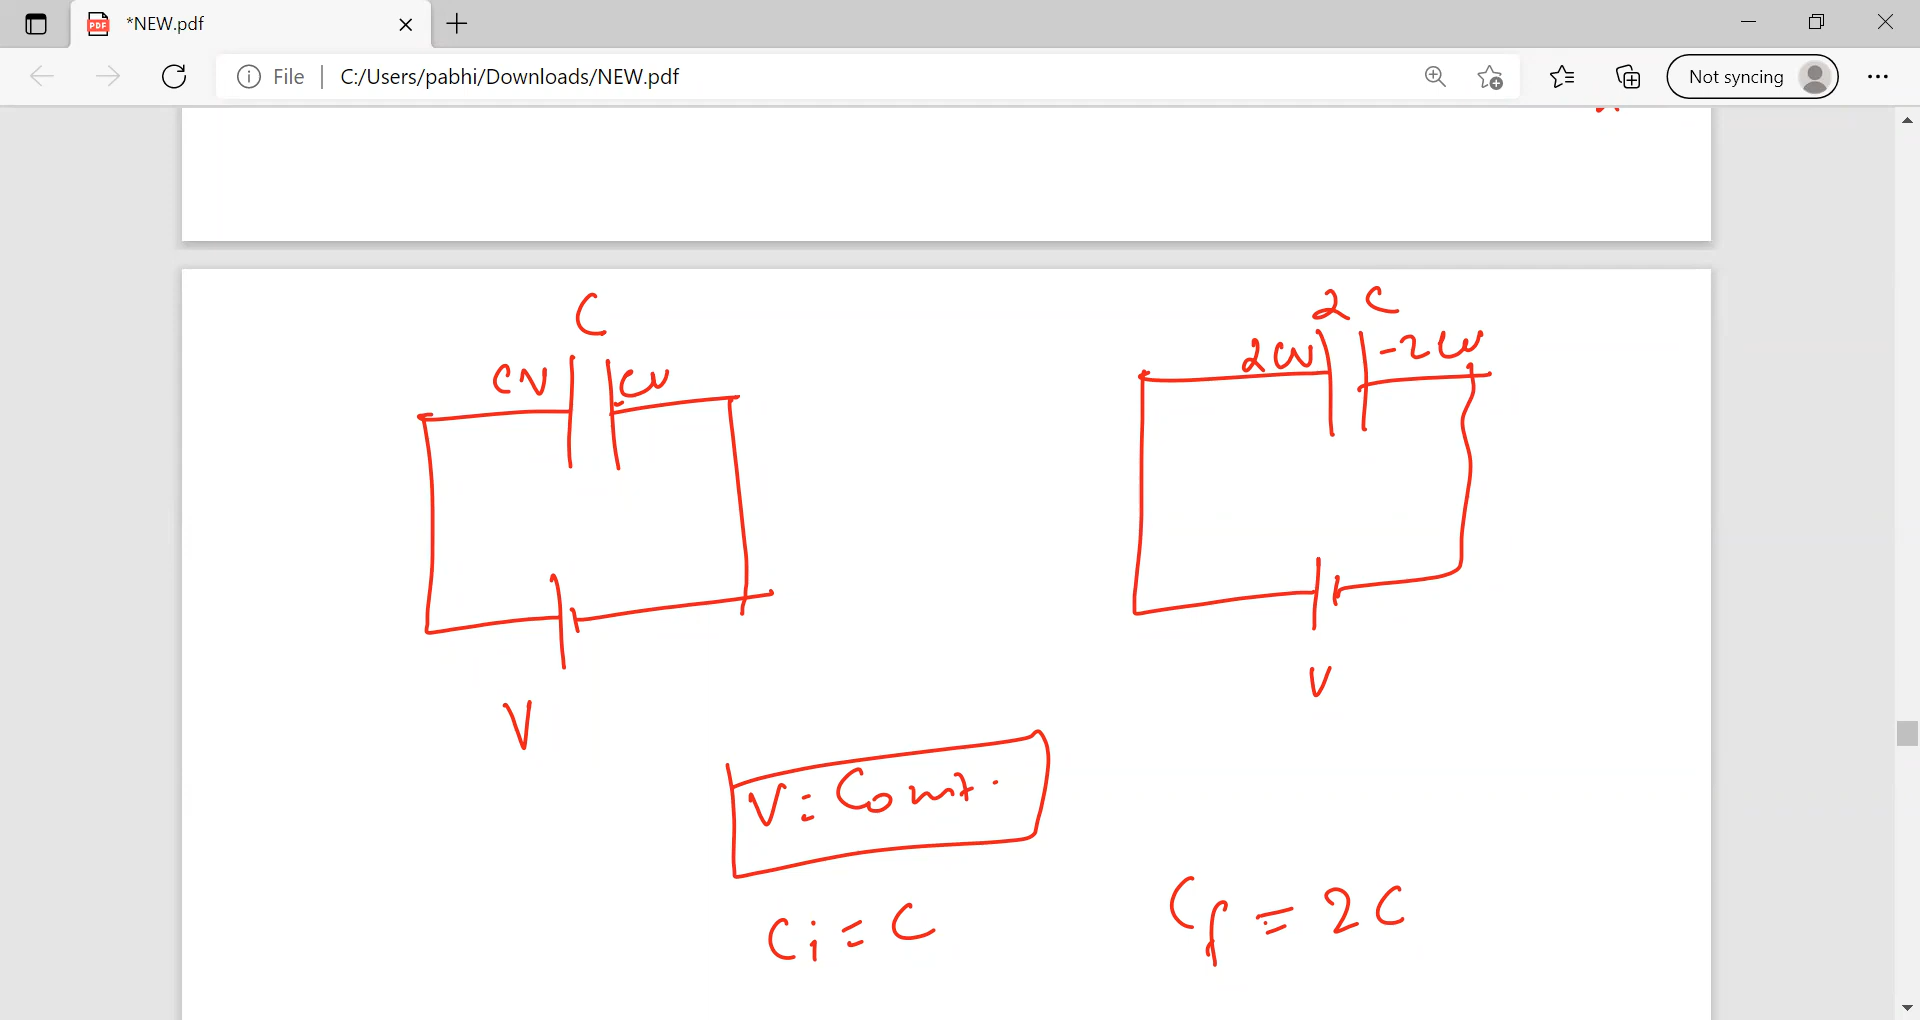 *NEW.pdf
File C:/Users/pabhi/Downloads/NEW.pdf Not syncing
C 2C
CV -CV 2CV -2CV
V V
V = Const.
Ci = C Cf = 2C